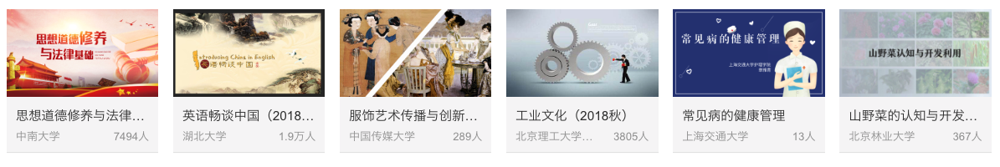 思想道德修养
与法律基础
Introducing China in English
英语畅谈中国
常见病的健康管理
上海交通大学护理学院
山野菜认知与开发利用
思想道德修养与法律...
中南大学 7494人
英语畅谈中国（2018...
湖北大学 1.9万人
服饰艺术传播与创新...
中国传媒大学 289人
工业文化（2018秋）
北京理工大学... 3805人
常见病的健康管理
上海交通大学 13人
山野菜的认知与开发...
北京林业大学 367人